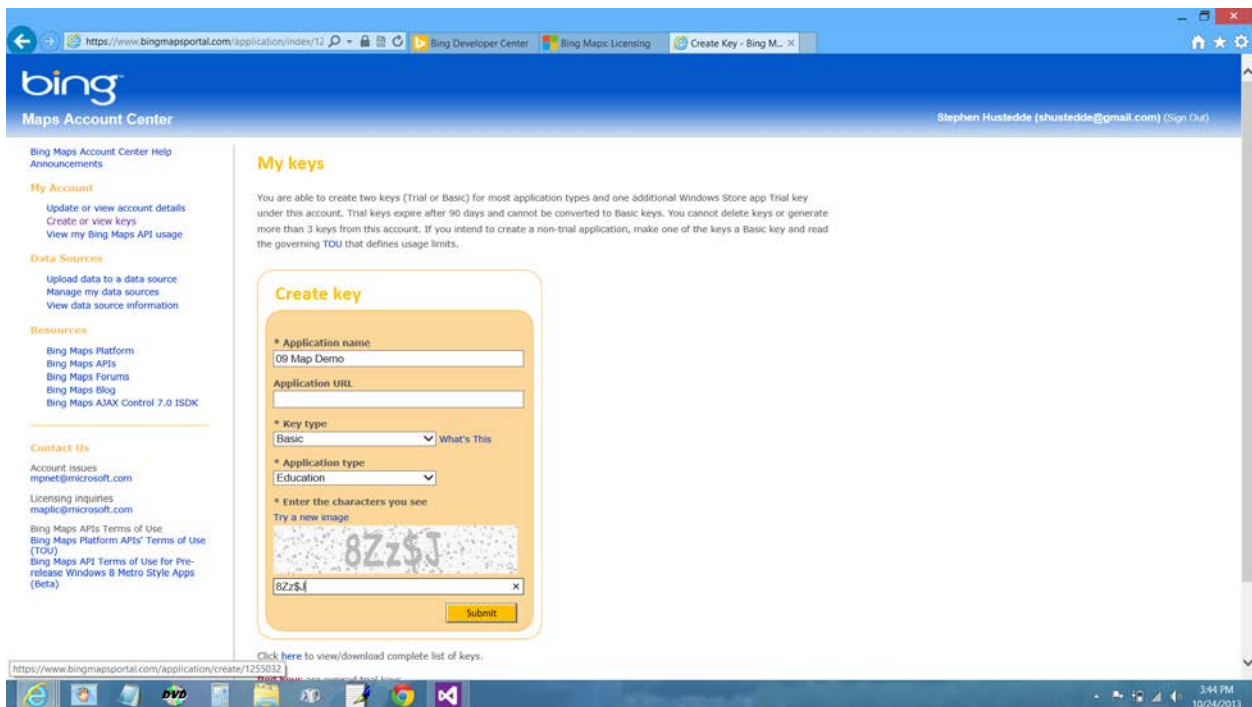 https://www.bingmapsportal.com/application/index/12
Bing Developer Center
Bing Maps: Licensing
Create Key - Bing M...
bing
Maps Account Center
Stephen Hustedde (shustedde@gmail.com) (Sign Out)
Bing Maps Account Center Help
Announcements
My Account
Update or view account details
Create or view keys
View my Bing Maps API usage
Data Sources
Upload data to a data source
Manage my data sources
View data source information
Resources
Bing Maps Platform
Bing Maps APIs
Bing Maps Forums
Bing Maps Blog
Bing Maps AJAX Control 7.0 ISDK
Contact Us
Account issues
mpnet@microsoft.com
Licensing inquiries
maplic@microsoft.com
Bing Maps APIs Terms of Use
Bing Maps Platform APIs' Terms of Use
(TOU)
Bing Maps API Terms of Use for Pre-
release Windows 8 Metro Style Apps
(Beta)
My keys
You are able to create two keys (Trial or Basic) for most application types and one additional Windows Store app Trial key
under this account. Trial keys expire after 90 days and cannot be converted to Basic keys. You cannot delete keys or generate
more than 3 keys from this account. If you intend to create a non-trial application, make one of the keys a Basic key and read
the governing TOU that defines usage limits.
Create key
* Application name
09 Map Demo
Application URL
* Key type
Basic
What's This
* Application type
Education
* Enter the characters you see
Try a new image
8Zz$J
8Zz$J
Submit
Click here to view/download complete list of keys.
Red keys are expired trial keys
https://www.bingmapsportal.com/application/create/1255032
DVD
3:44 PM
10/24/2013